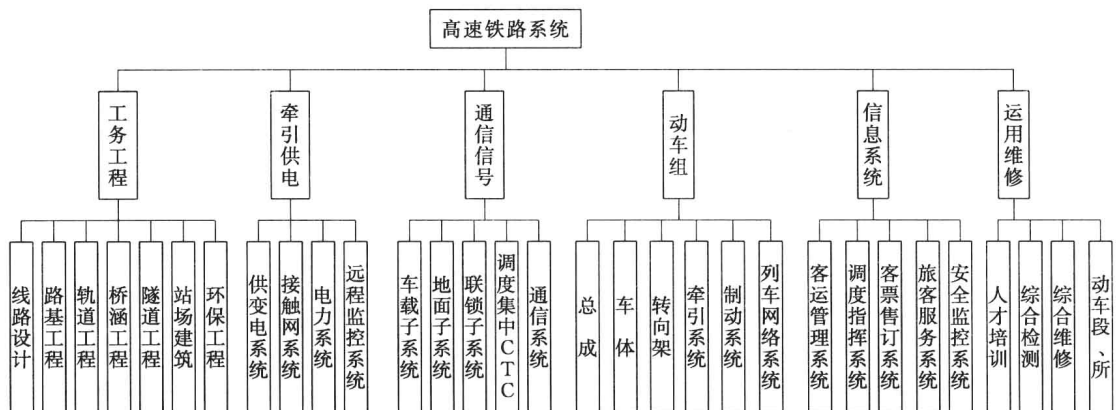 高速铁路系统
工务工程
牵引供电
通信信号
动车组
信息系统
运用维修
线路设计
路基工程
轨道工程
桥涵工程
隧道工程
站场建筑
环保工程
供变电系统
接触网系统
电力系统
远程监控系统
车载子系统
地面子系统
联锁子系统
调度集中CTC
通信系统
总成
车体
转向架
牵引系统
制动系统
列车网络系统
客运管理系统
调度指挥系统
客票售订系统
旅客服务系统
安全监控系统
人才培训
综合检测
综合维修
动车段、所